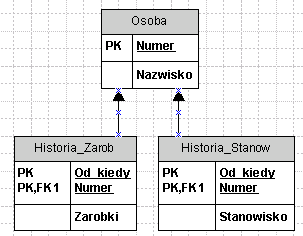 Osoba
PK Numer
Nazwisko
Historia_Zarob
PK Od_kiedy
PK,FK1 Numer
Zarobki
Historia_Stanow
PK Od_kiedy
PK,FK1 Numer
Stanowisko